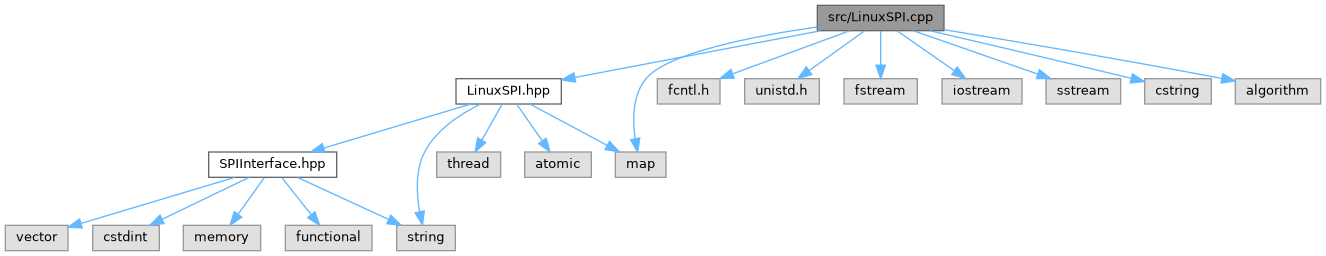 src/LinuxSPI.cpp
LinuxSPI.hpp
fcntl.h
unistd.h
fstream
iostream
sstream
cstring
algorithm
SPIInterface.hpp
thread
atomic
map
vector
cstdint
memory
functional
string